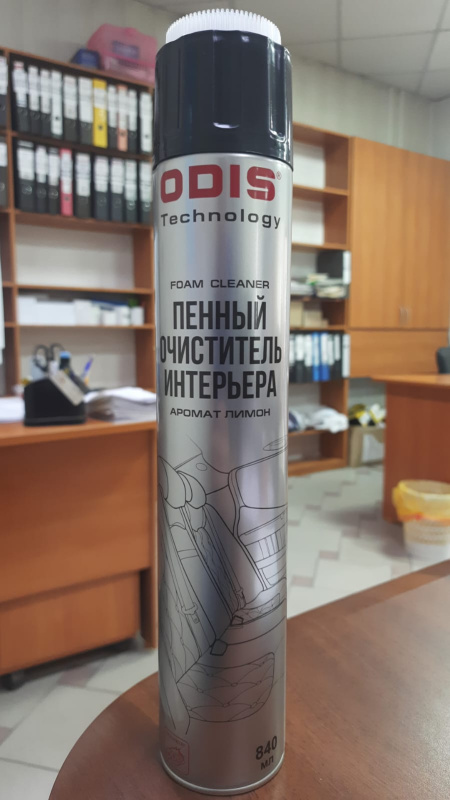 ODIS®
Technology
FOAM CLEANER
ПЕННЫЙ
ОЧИСТИТЕЛЬ
ИНТЕРЬЕРА
АРОМАТ ЛИМОН
840
МЛ